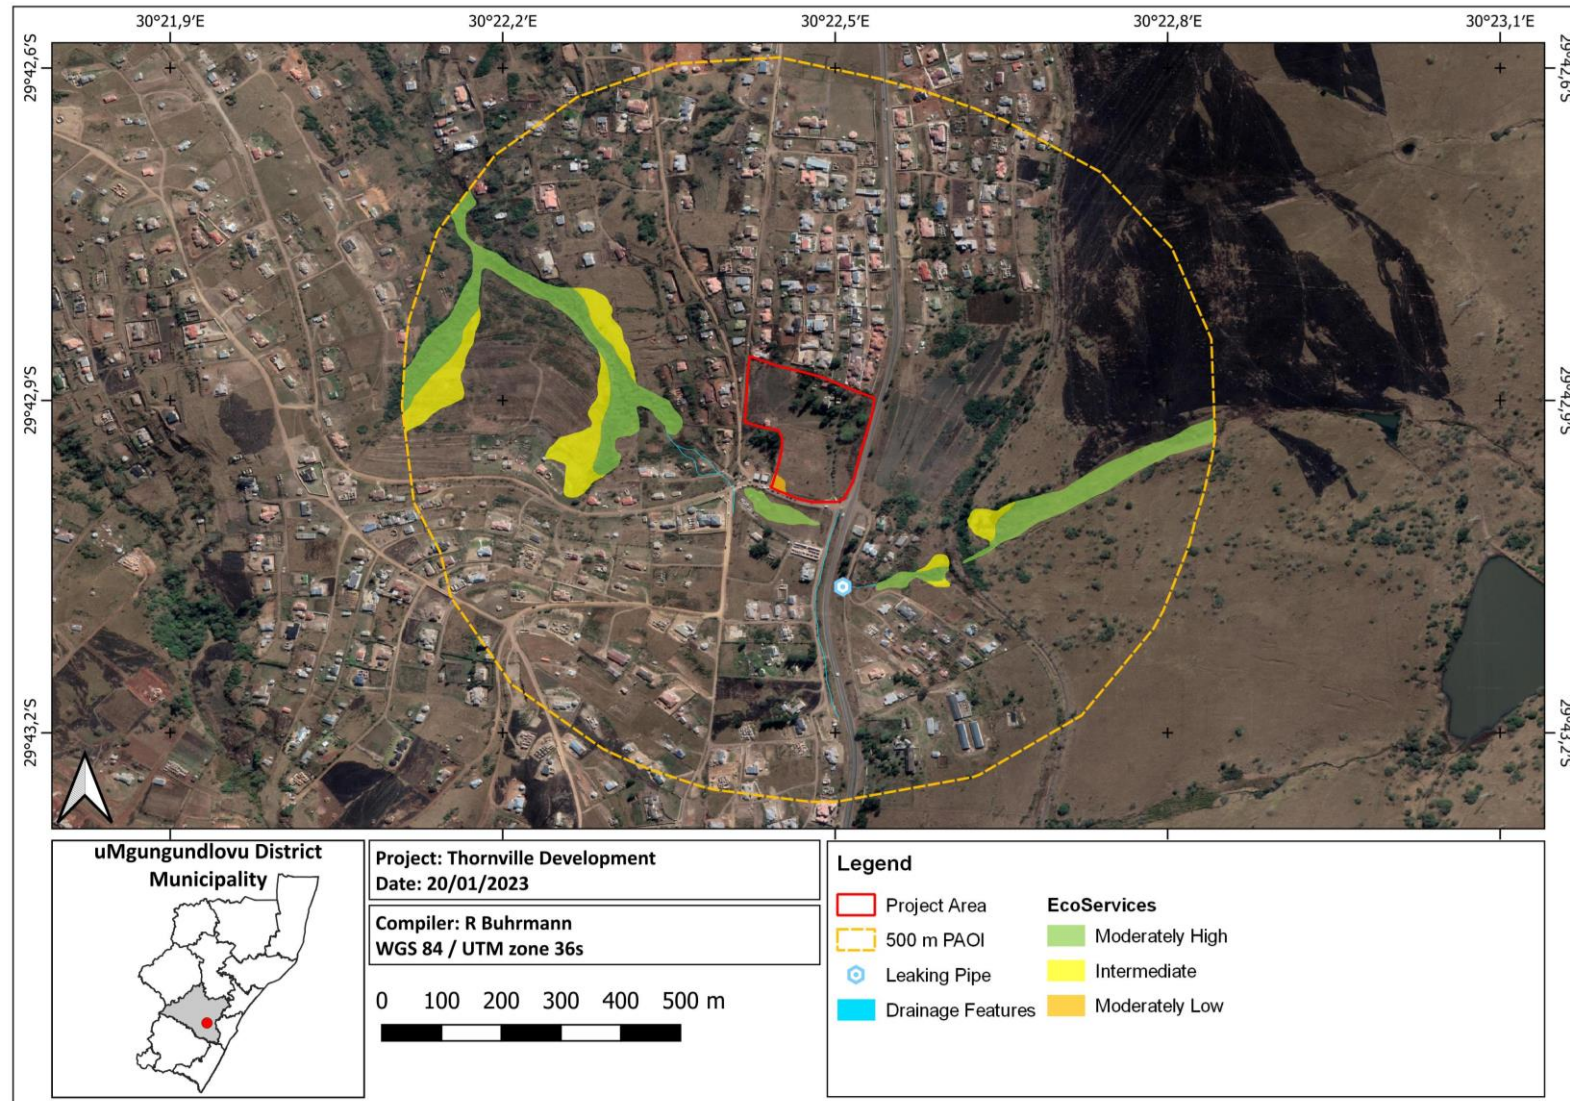 30°21,9'E 30°22,2'E 30°22,5'E 30°22,8'E 30°23,1'E
29°42,6'S 29°42,6'S
29°42,9'S 29°42,9'S
29°43,2'S 29°43,2'S
uMgungundlovu District
Municipality
Project: Thornville Development
Date: 20/01/2023
Compiler: R Buhrmann
WGS 84 / UTM zone 36s
0 100 200 300 400 500 m
Legend
Project Area
500 m PAOI
Leaking Pipe
Drainage Features
EcoServices
Moderately High
Intermediate
Moderately Low